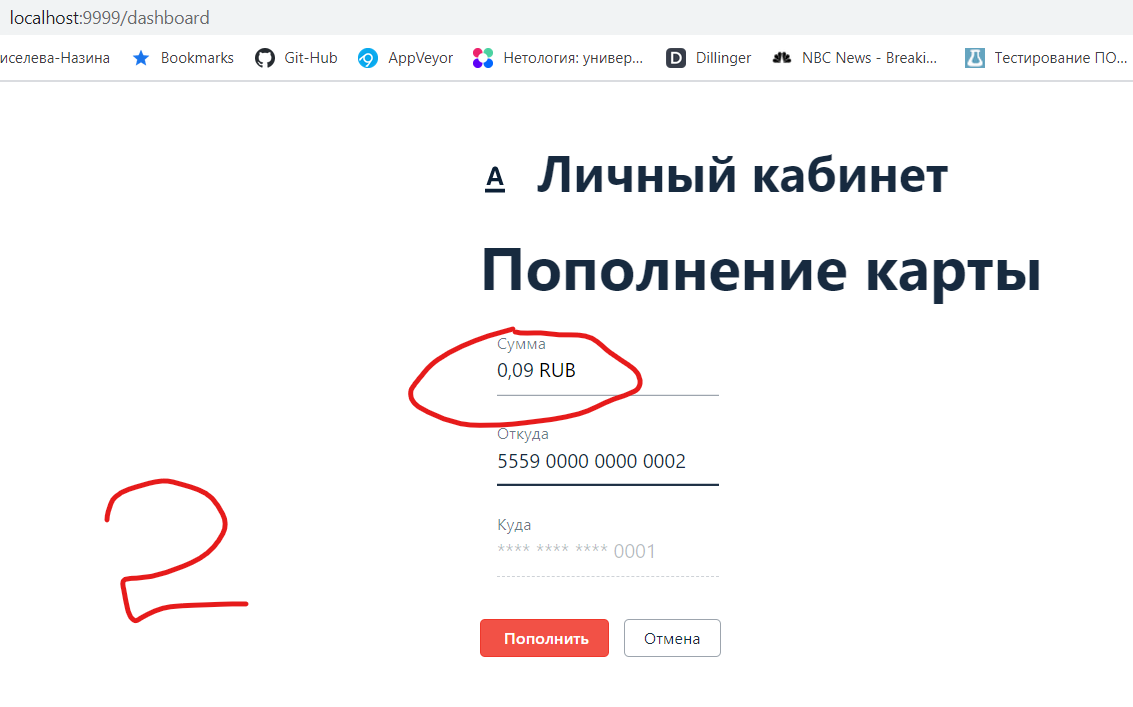 localhost:9999/dashboard
иселева-Назина Bookmarks Git-Hub AppVeyor Нетология: универ... D Dillinger NBC News - Breaki... Тестирование ПО...
A Личный кабинет
Пополнение карты
Сумма
0,09 RUB
Откуда
5559 0000 0000 0002
2
Куда
**** **** **** 0001
Пополнить Отмена